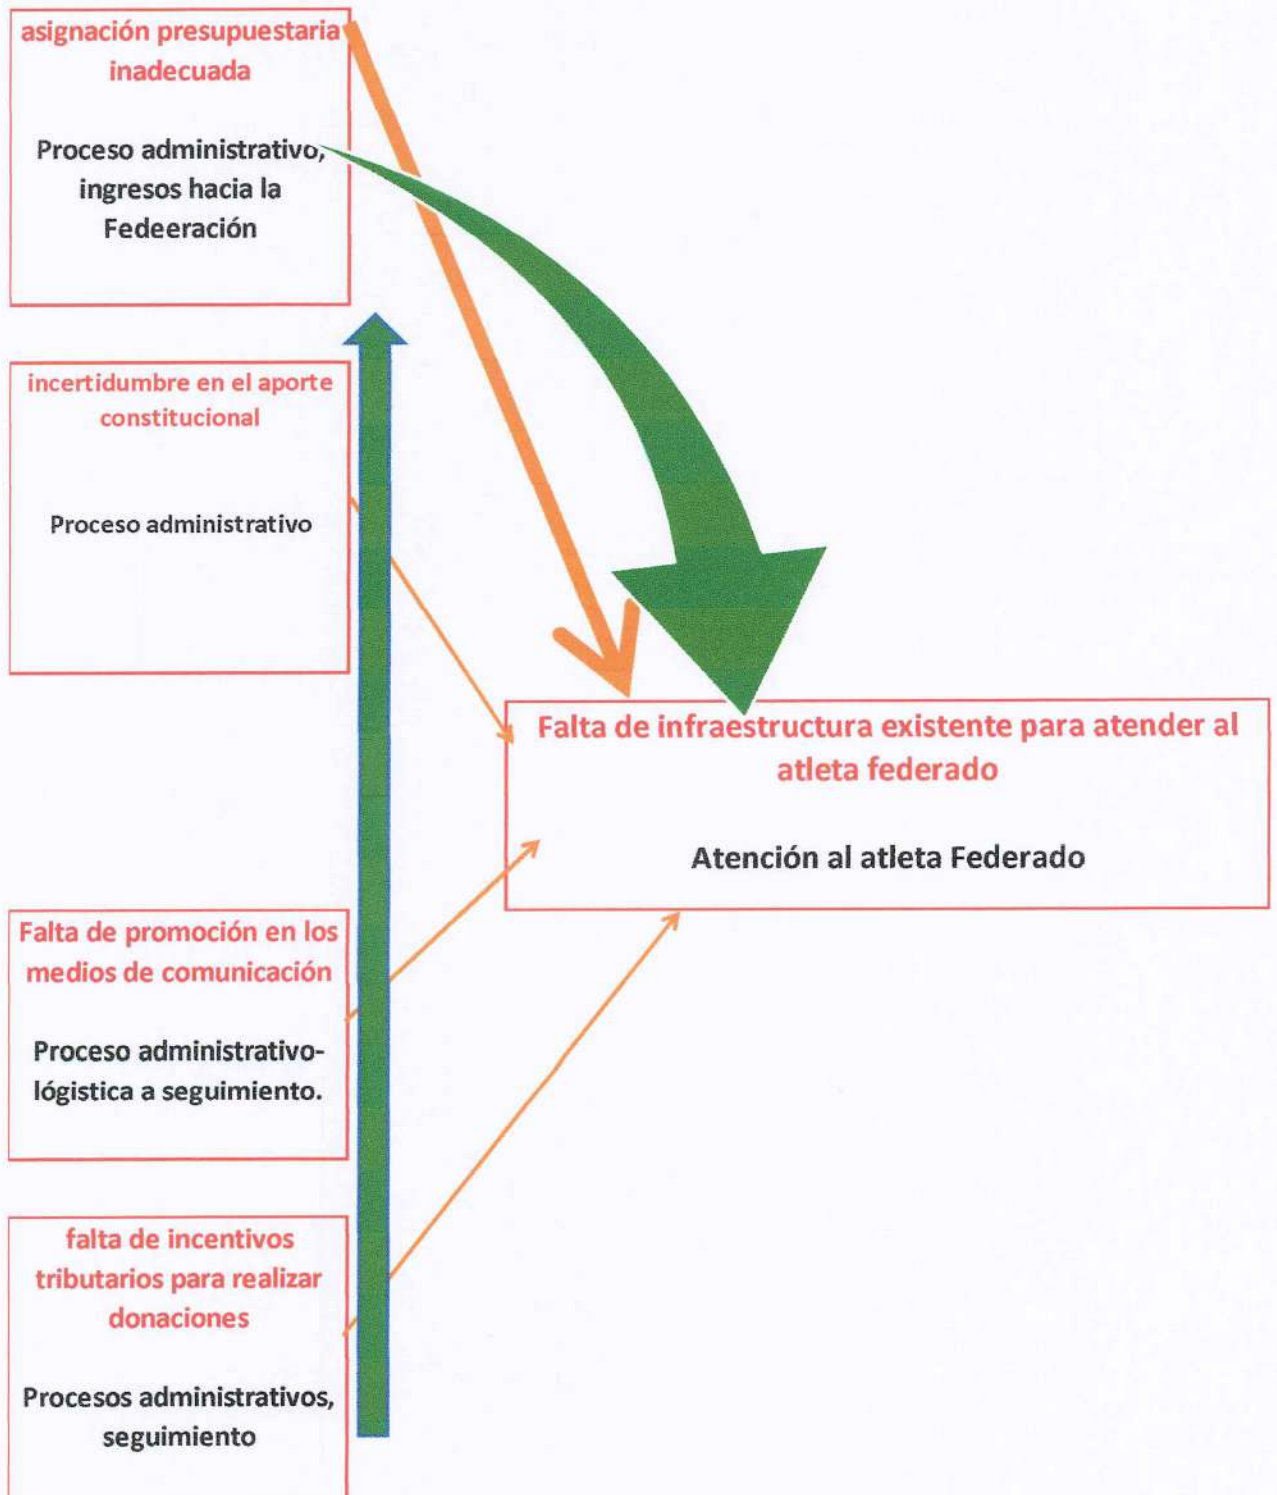 asignación presupuestaria
inadecuada
Proceso administrativo,
ingresos hacia la
Fedeeración
incertidumbre en el aporte
constitucional
Proceso administrativo
Falta de infraestructura existente para atender al
atleta federado
Atención al atleta Federado
Falta de promoción en los
medios de comunicación
Proceso administrativo-
lógistica a seguimiento.
falta de incentivos
tributarios para realizar
donaciones
Procesos administrativos,
seguimiento